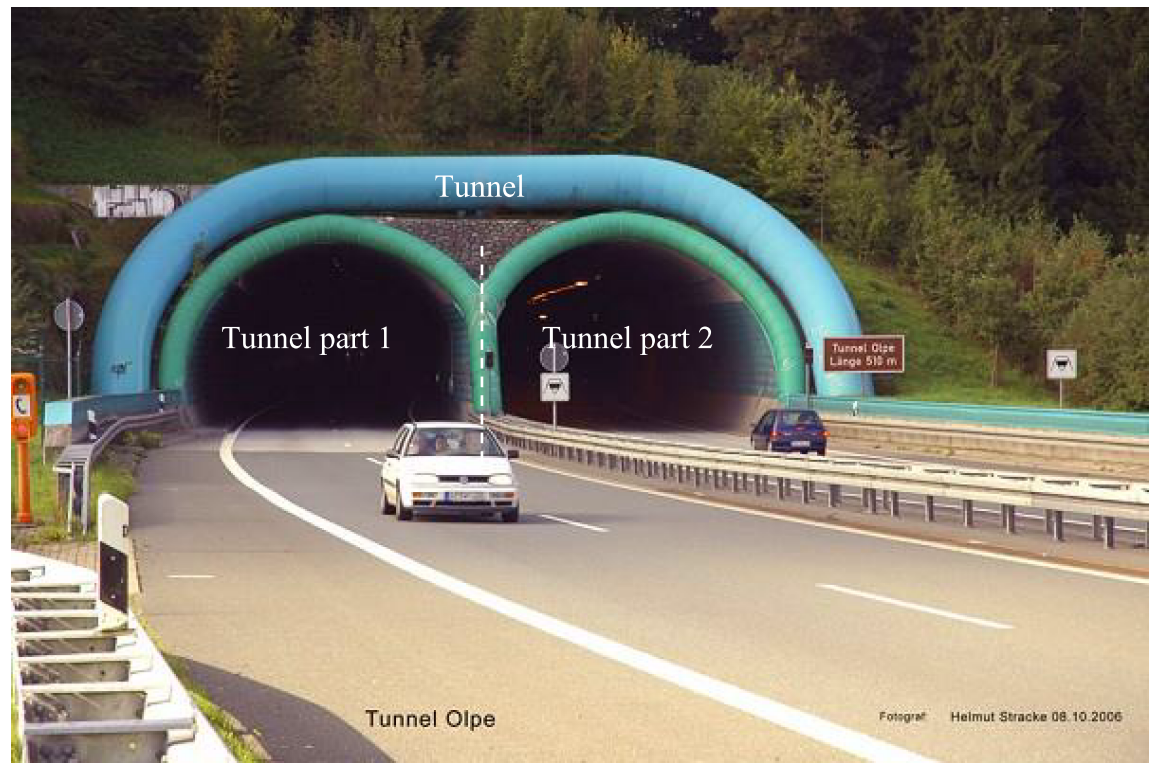 Tunnel
Tunnel part 1
Tunnel part 2
Tunnel Olpe
Länge 510 m
Tunnel Olpe
Fotograf: Helmut Stracke 08.10.2006